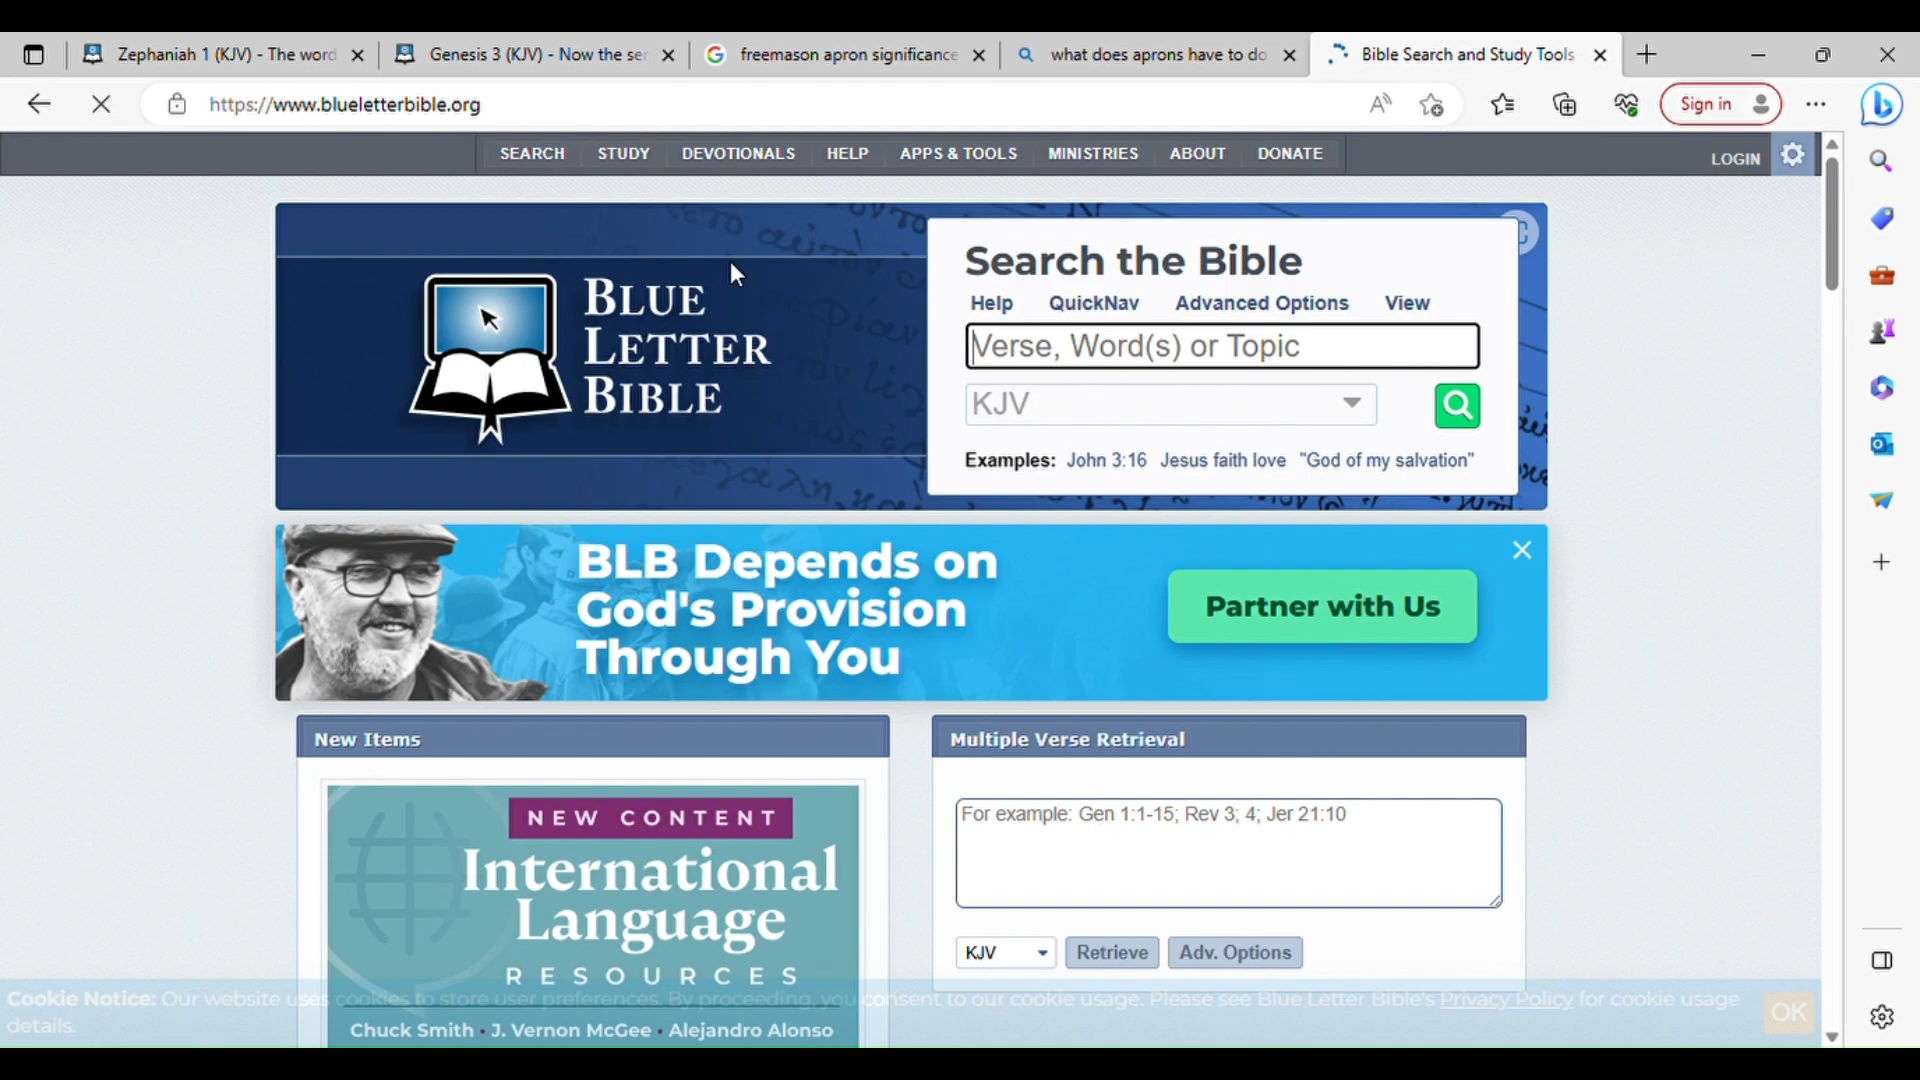 Zephaniah 1 (KJV) - The word
Genesis 3 (KJV) - Now the ser
freemason apron significance
what does aprons have to do
Bible Search and Study Tools
https://www.blueletterbible.org
Sign in
SEARCH STUDY DEVOTIONALS HELP APPS & TOOLS MINISTRIES ABOUT DONATE
LOGIN
BLUE
LETTER
BIBLE
Search the Bible
Help QuickNav Advanced Options View
Verse, Word(s) or Topic
KJV
Examples: John 3:16 Jesus faith love "God of my salvation"
BLB Depends on
God's Provision
Through You
Partner with Us
New Items
NEW CONTENT
International
Language
RESOURCES
Chuck Smith • J. Vernon McGee • Alejandro Alonso
Multiple Verse Retrieval
For example: Gen 1:1-15; Rev 3; 4; Jer 21:10
KJV Retrieve Adv. Options
Cookie Notice: Our website uses cookies to store user preferences. By proceeding, you consent to our cookie usage. Please see Blue Letter Bible's Privacy Policy for cookie usage
details.
OK